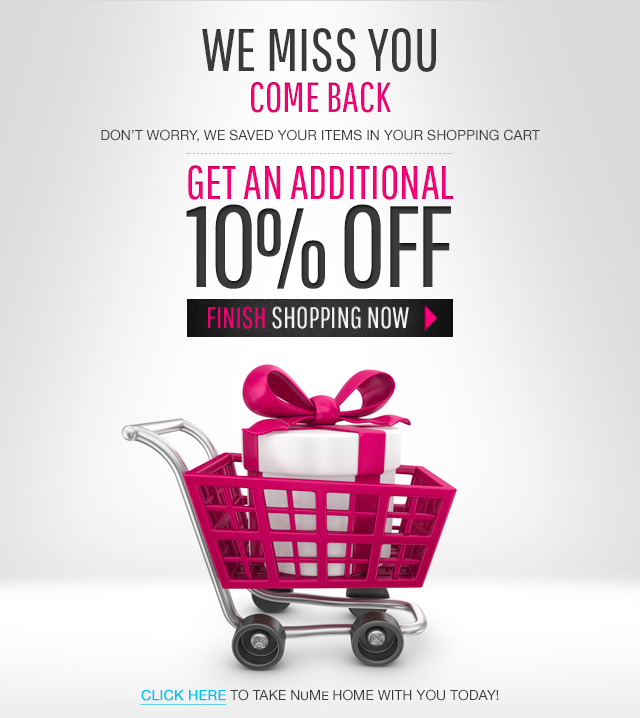 WE MISS YOU
COME BACK
DON'T WORRY, WE SAVED YOUR ITEMS IN YOUR SHOPPING CART
GET AN ADDITIONAL
10% OFF
FINISH SHOPPING NOW
CLICK HERE TO TAKE NuMe HOME WITH YOU TODAY!